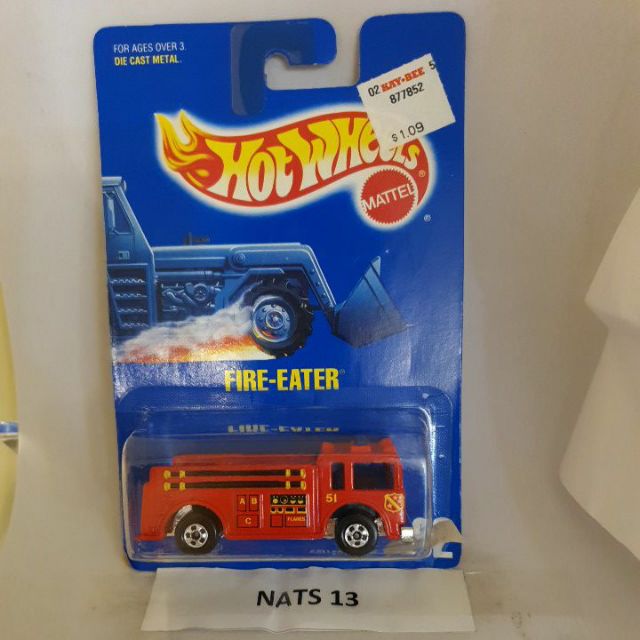 FOR AGES OVER 3.
DIE CAST METAL.
02 KAY•BEE 5
877852
$1.09
HOT WHEELS®
MATTEL
®
FIRE-EATER®
A B
C
FLARES
51
NATS 13